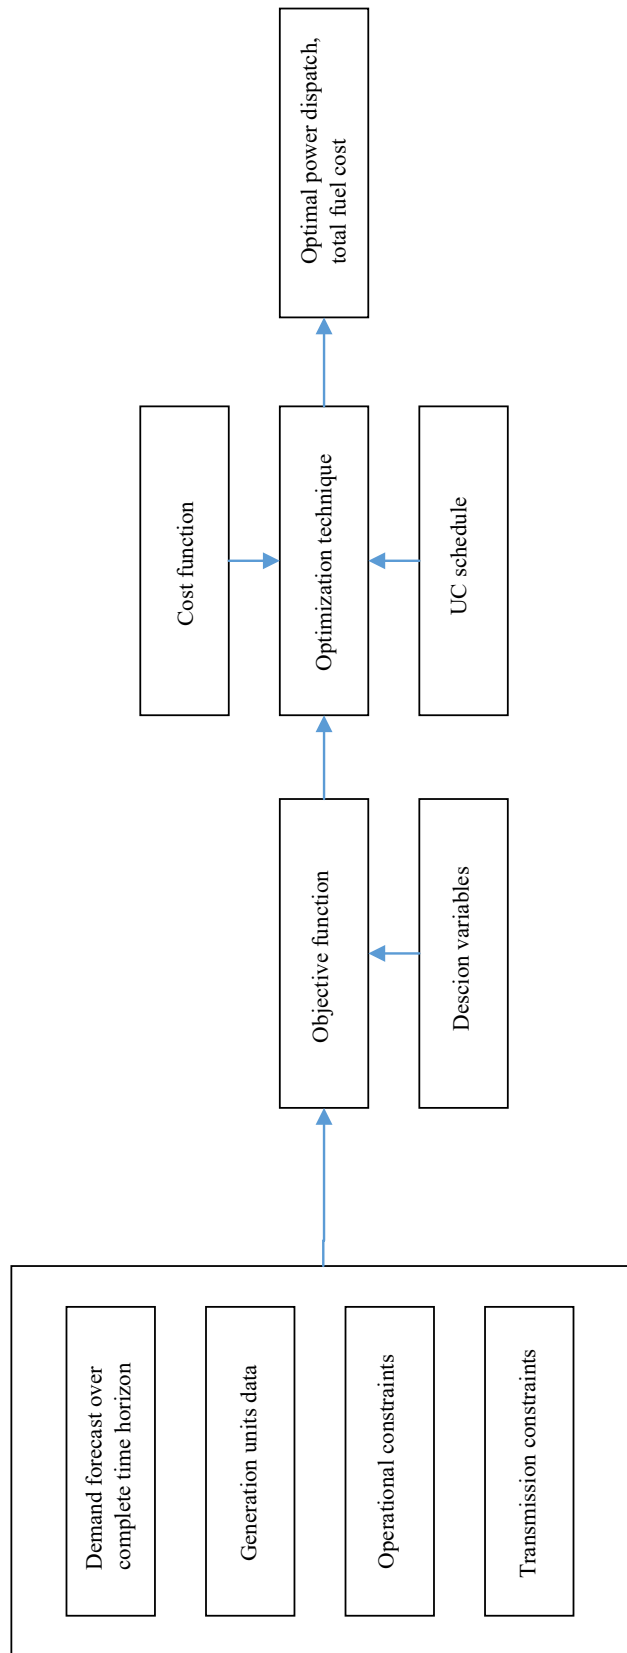 Demand forecast over
complete time horizon
Generation units data
Operational constraints
Transmission constraints
Objective function
Descion variables
Cost function
Optimization technique
UC schedule
Optimal power dispatch,
total fuel cost